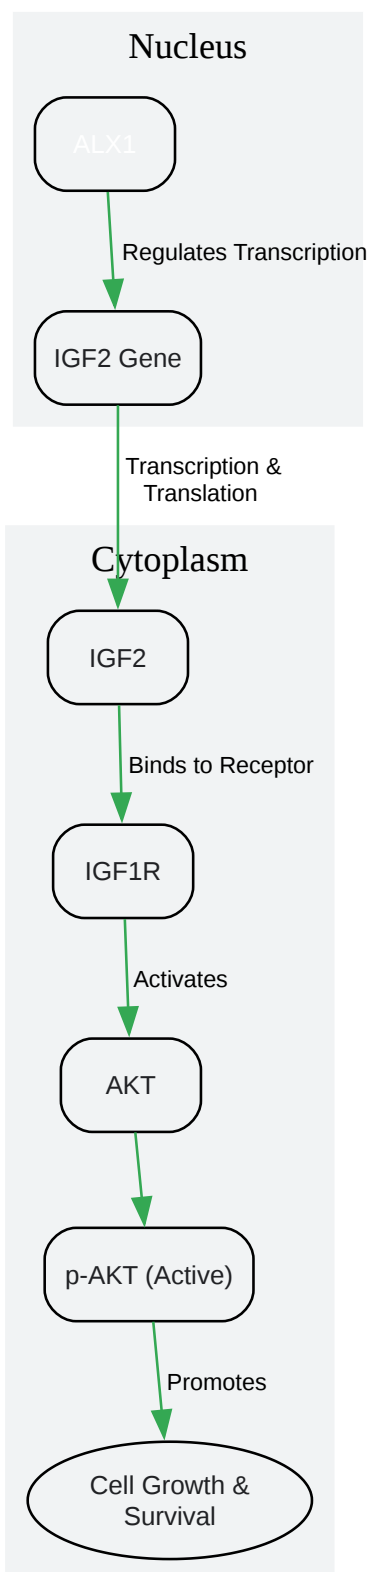 Nucleus
ALX1
Regulates Transcription
IGF2 Gene
Transcription &
Translation
Cytoplasm
IGF2
Binds to Receptor
IGF1R
Activates
AKT
p-AKT (Active)
Promotes
Cell Growth &
Survival